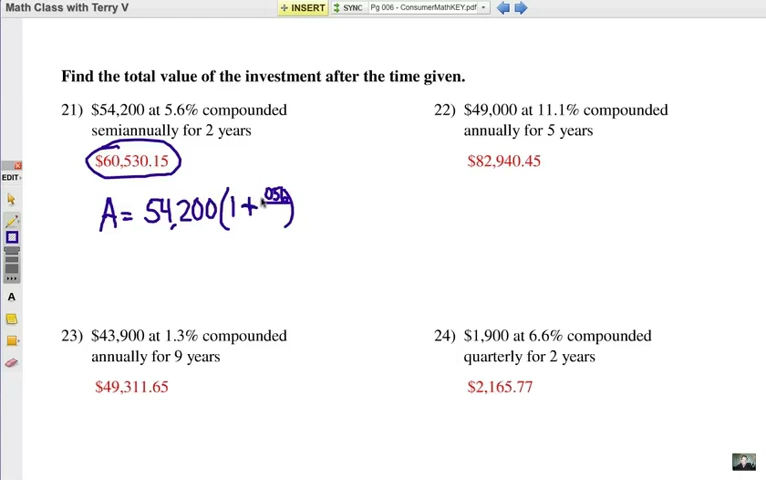 Math Class with Terry V
INSERT SYNC Pg 006 - ConsumerMathKEY.pdf
Find the total value of the investment after the time given.
21) $54,200 at 5.6% compounded
semiannually for 2 years
$60,530.15
A = 54,200(1 + .056)
22) $49,000 at 11.1% compounded
annually for 5 years
$82,940.45
EDIT
A
23) $43,900 at 1.3% compounded
annually for 9 years
$49,311.65
24) $1,900 at 6.6% compounded
quarterly for 2 years
$2,165.77